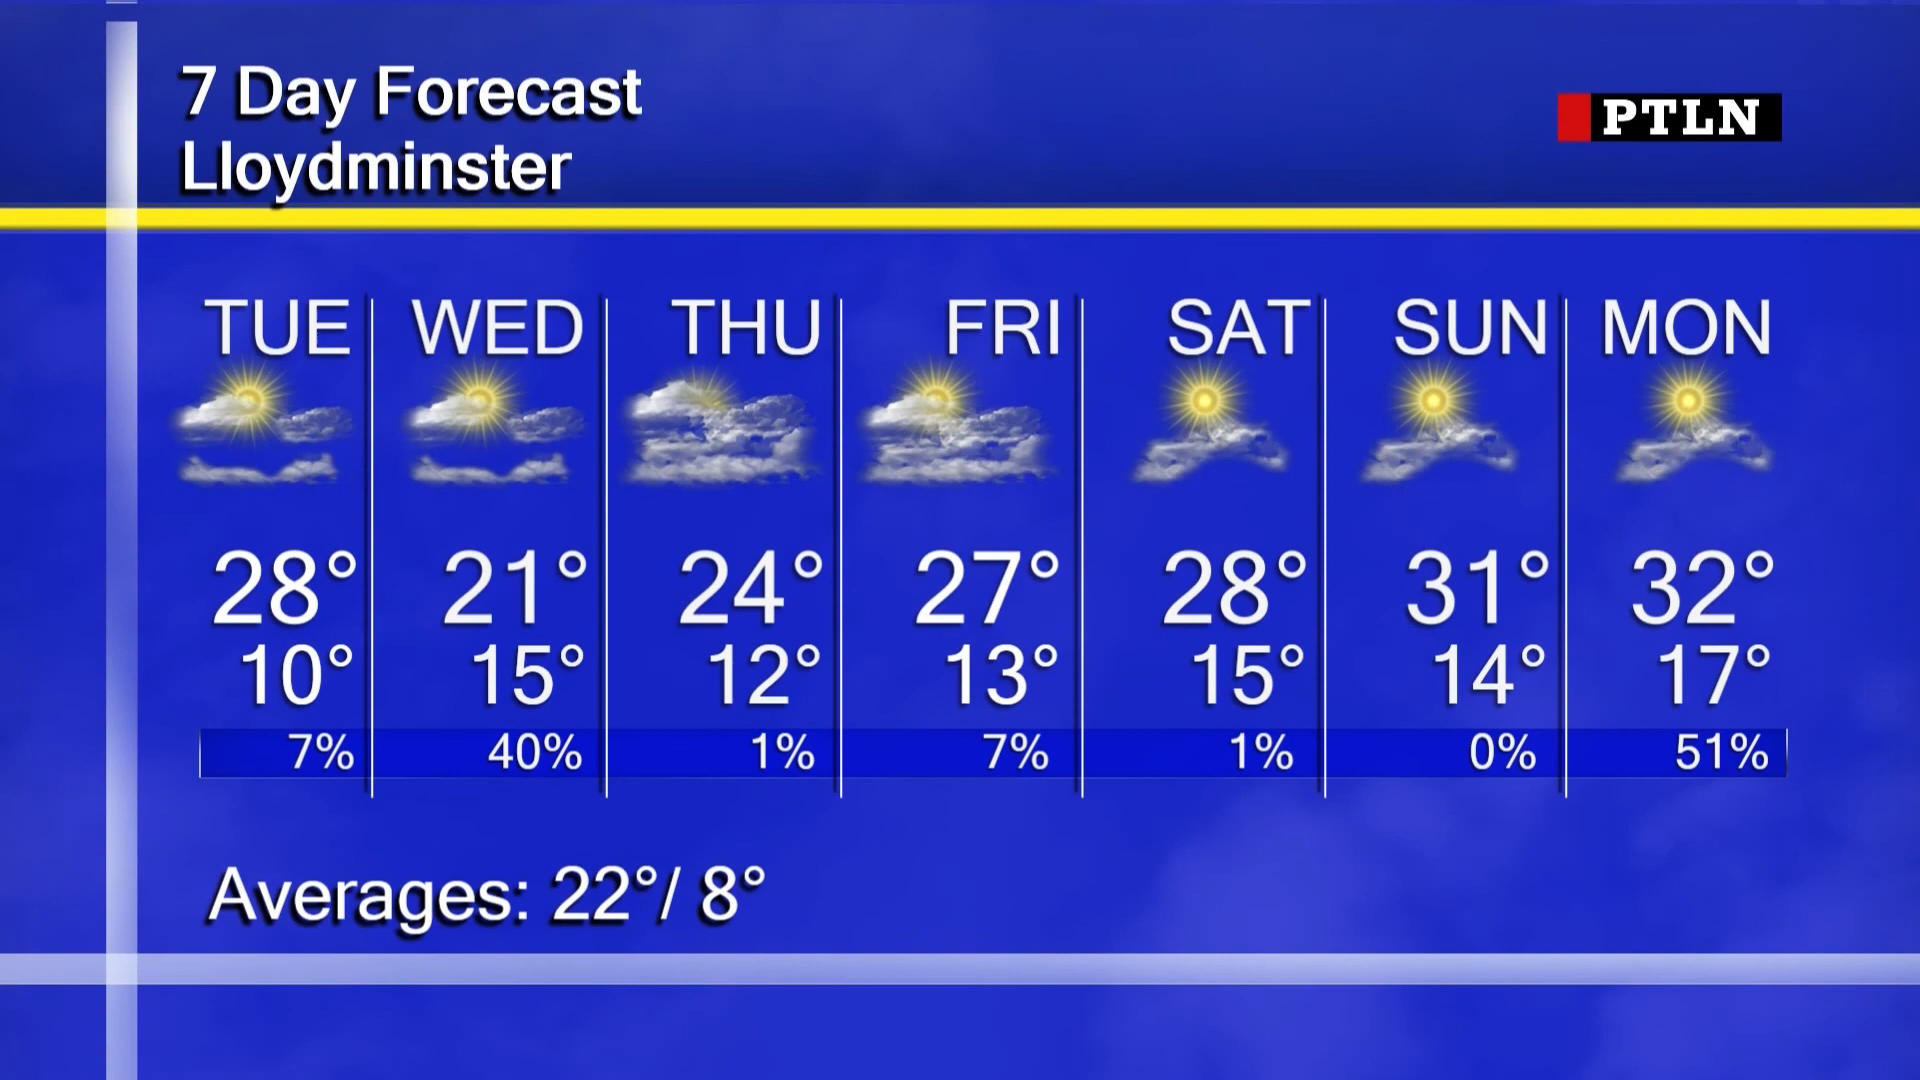 7 Day Forecast
Lloydminster
PTLN
TUE WED THU FRI SAT SUN MON
28° 21° 24° 27° 28° 31° 32°
10° 15° 12° 13° 15° 14° 17°
7% 40% 1% 7% 1% 0% 51%
Averages: 22°/ 8°